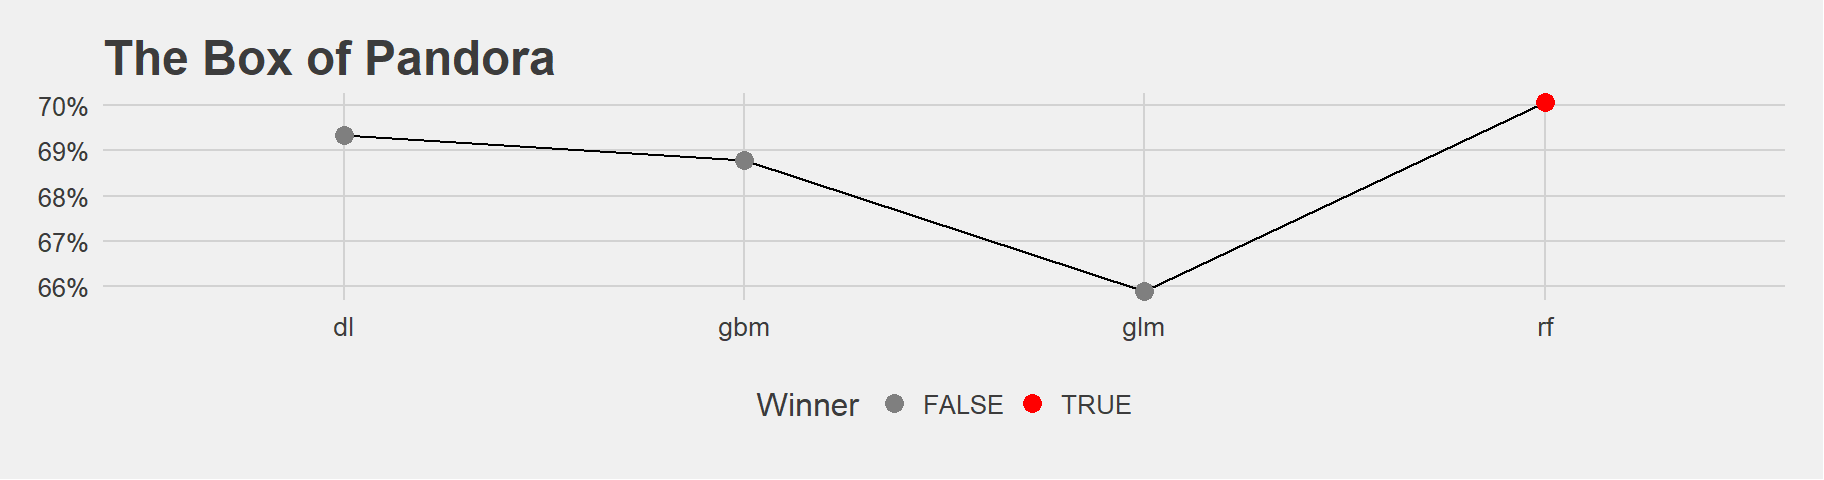 The Box of Pandora
70%
69%
68%
67%
66%
dl gbm glm rf
Winner FALSE TRUE